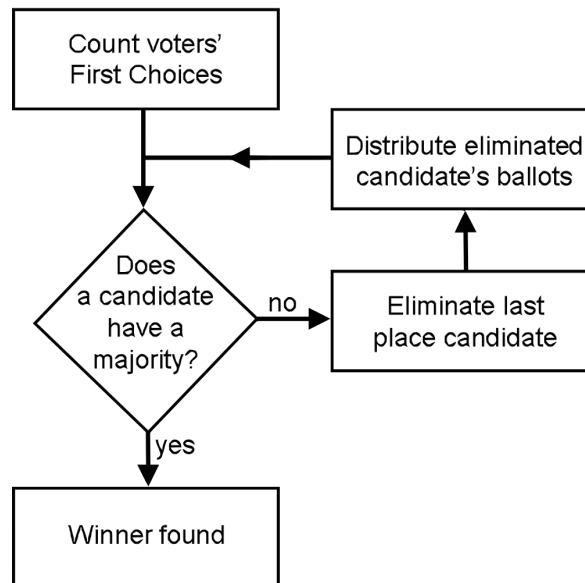 Count voters’
First Choices
Distribute eliminated
candidate’s ballots
Does
a candidate
have a
majority?
no
Eliminate last
place candidate
yes
Winner found